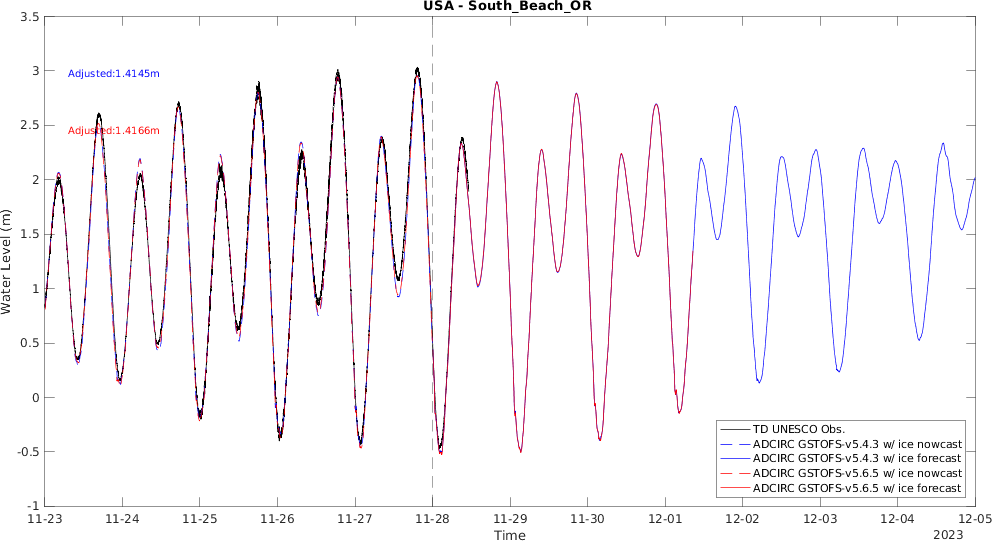 USA - South_Beach_OR
3.5
3
2.5
2
1.5
1
0.5
0
-0.5
-1
Water Level (m)
Adjusted:1.4145m
Adjusted:1.4166m
TD UNESCO Obs.
ADCIRC GSTOFS-v5.4.3 w/ ice nowcast
ADCIRC GSTOFS-v5.4.3 w/ ice forecast
ADCIRC GSTOFS-v5.6.5 w/ ice nowcast
ADCIRC GSTOFS-v5.6.5 w/ ice forecast
11-23 11-24 11-25 11-26 11-27 11-28 11-29 11-30 12-01 12-02 12-03 12-04 12-05
Time
2023